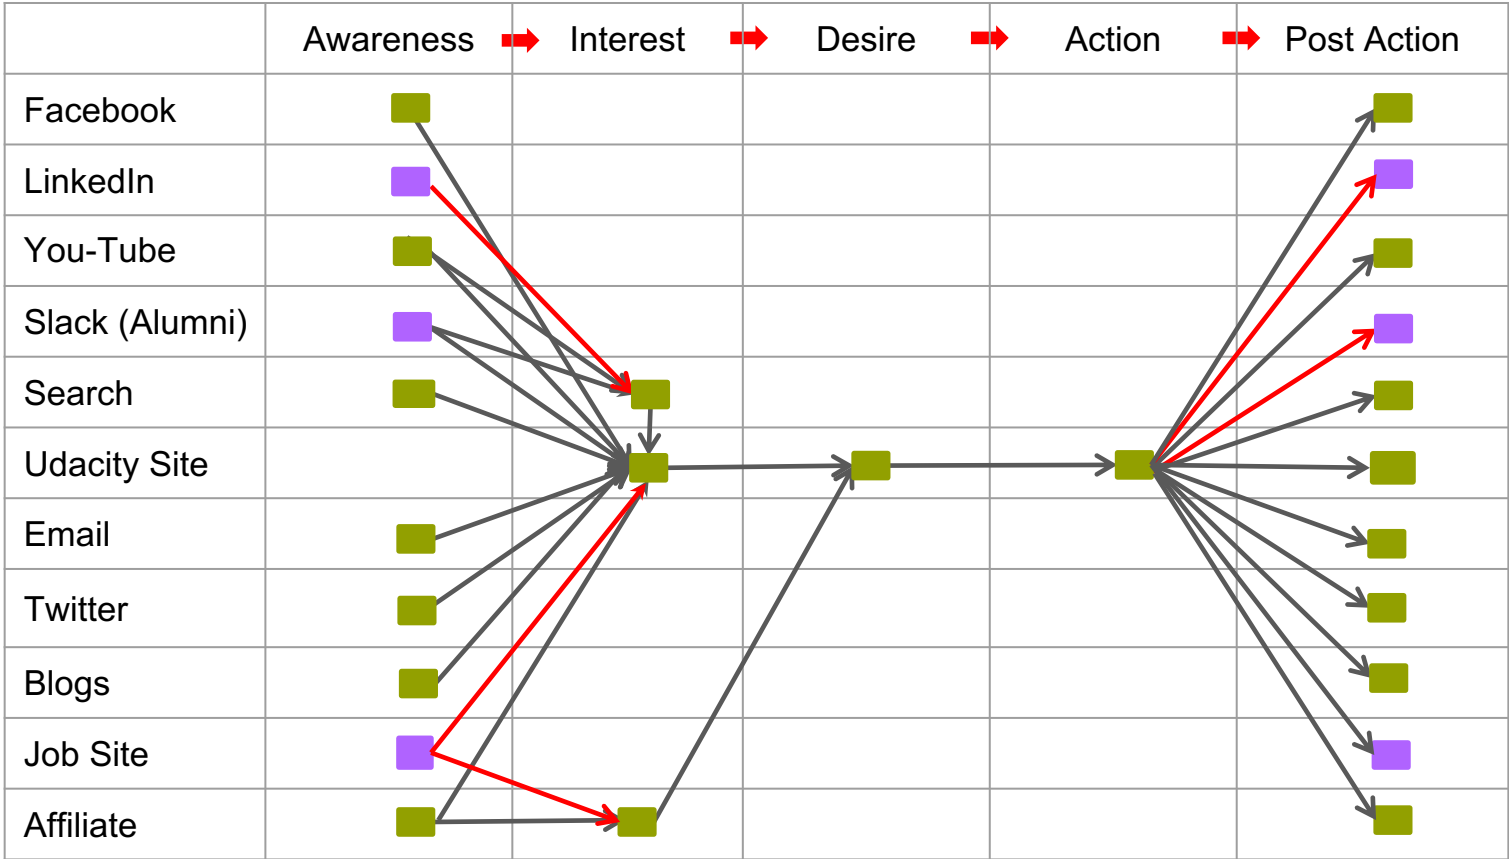 Awareness Interest Desire Action Post Action
Facebook
LinkedIn
You-Tube
Slack (Alumni)
Search
Udacity Site
Email
Twitter
Blogs
Job Site
Affiliate